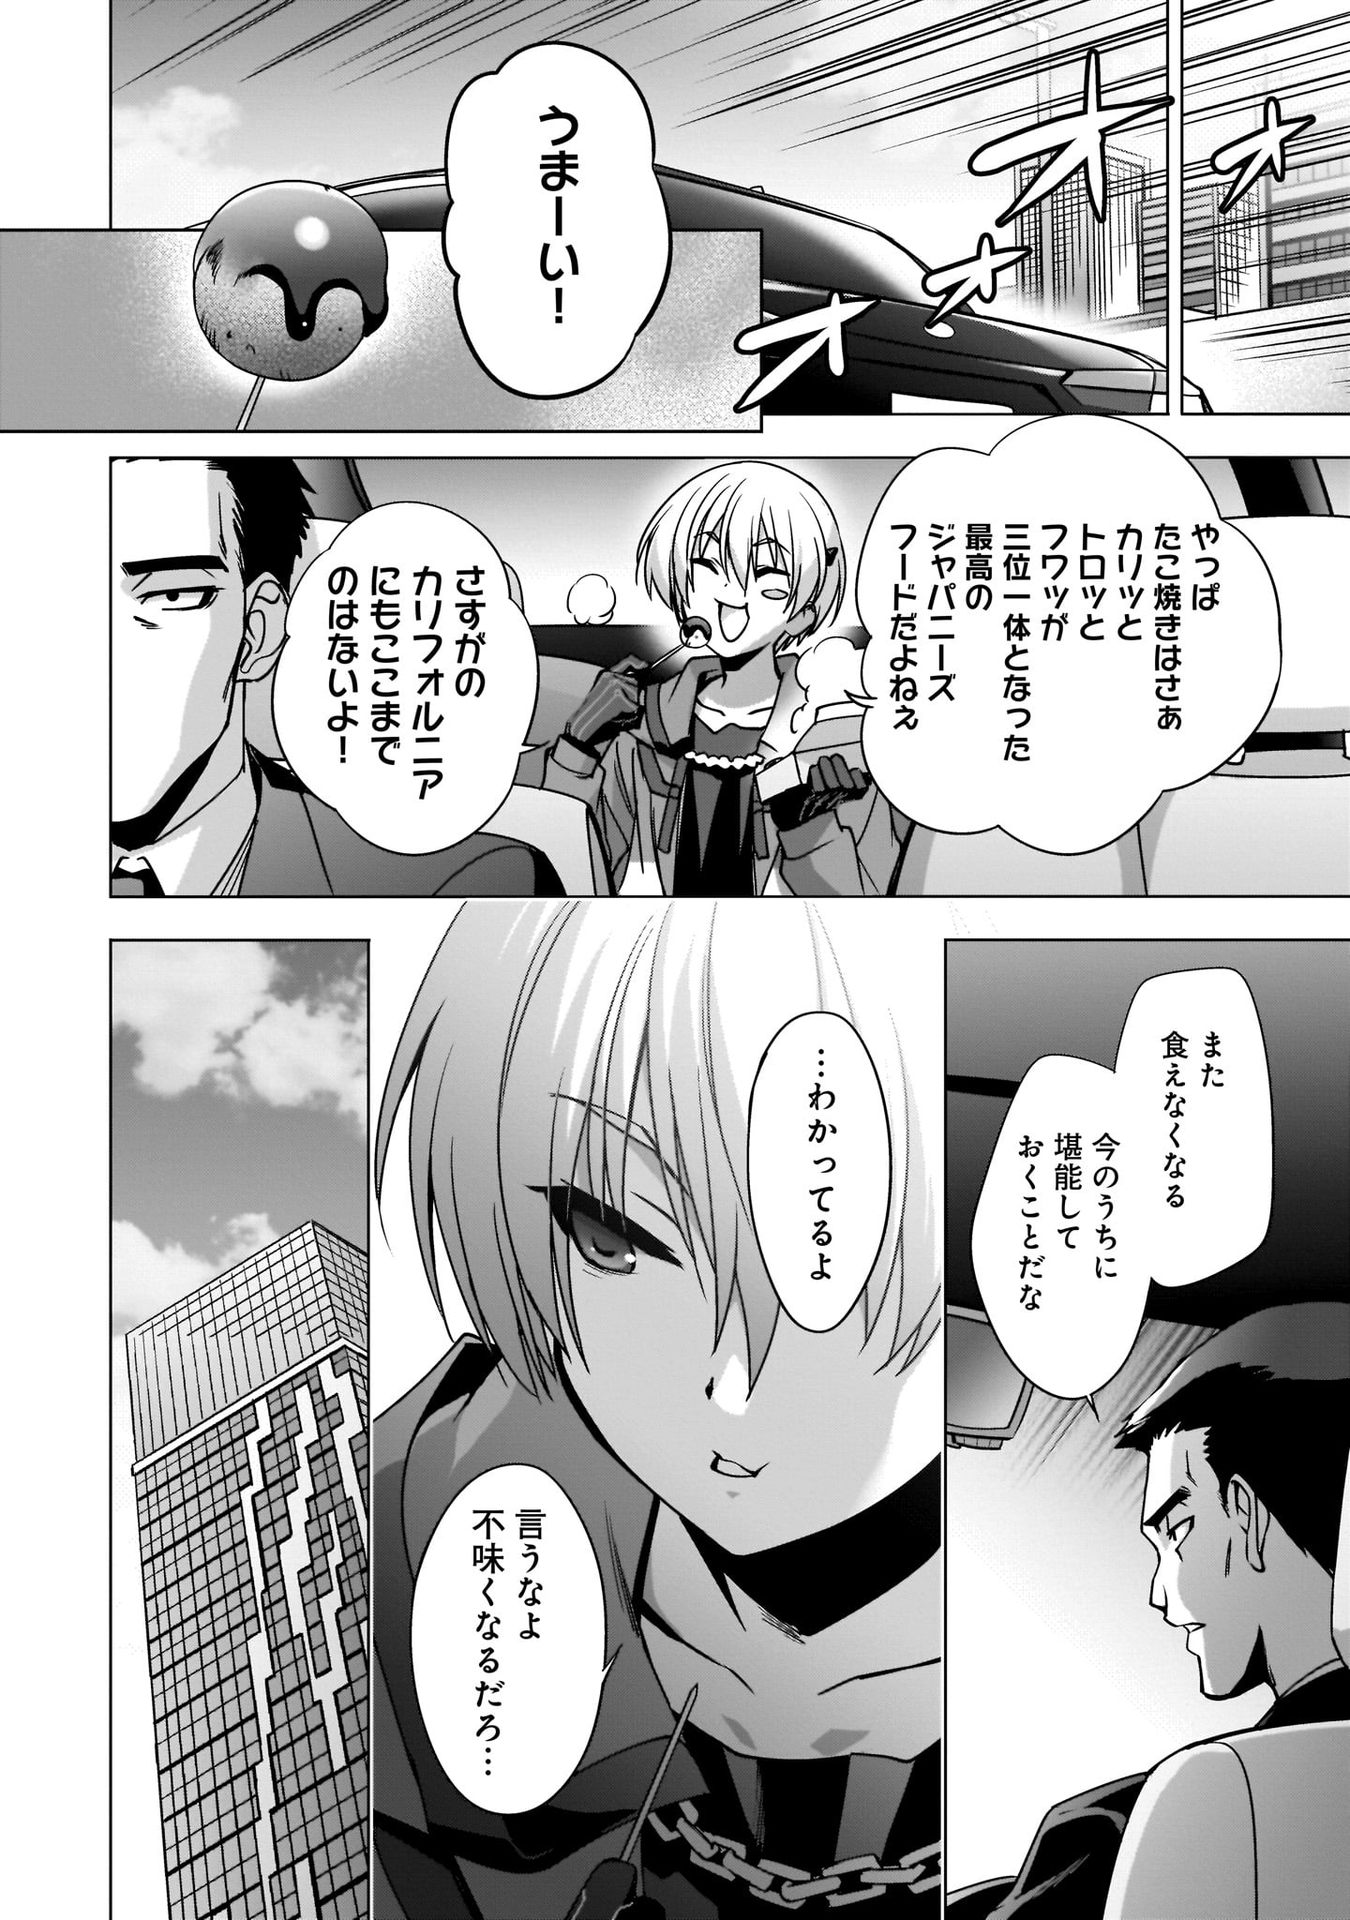 オオオオ
うまーい！
やっぱ
たこ焼きはさぁ
カリッと
トロッと
フワッが
三位一体となった
最高の
ジャパニーズ
フードだよねぇ
さすがの
カリフォルニア
にもここまで
のはないよ！
また
食えなくなる
今のうちに
堪能して
おくことだな
…わかってるよ
言うなよ
不味くなるだろ…